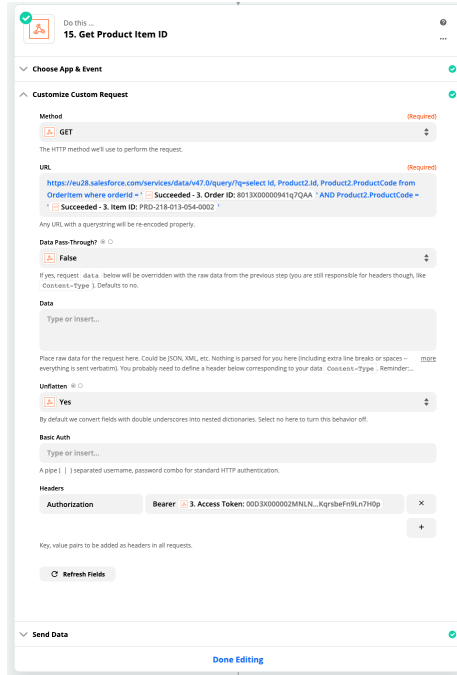 Do this ...
15. Get Product Item ID
Choose App & Event
Customize Custom Request
Method
(Required)
GET
The HTTP method we'll use to perform the request.
URL
(Required)
https://eu28.salesforce.com/services/data/v47.0/query/?q=select Id, Product2.Id, Product2.ProductCode from
OrderItem where orderId = ' Succeeded - 3. Order ID: 8013X00000941q7QAA ' AND Product2.ProductCode =
' Succeeded - 3. Item ID: PRD-218-013-054-0002 '
Any URL with a querystring will be re-encoded properly.
Data Pass-Through?
False
If yes, request data below will be overridden with the raw data from the previous step (you are still responsible for headers though, like
Content-Type ). Defaults to no.
Data
Type or insert...
Place raw data for the request here. Could be JSON, XML, etc. Nothing is parsed for you here (including extra line breaks or spaces -- more
everything is sent verbatim). You probably need to define a header below corresponding to your data Content-Type . Reminder:...
Unflatten
Yes
By default we convert fields with double underscores into nested dictionaries. Select no here to turn this behavior off.
Basic Auth
Type or insert...
A pipe ( | ) separated username, password combo for standard HTTP authentication.
Headers
Authorization
Bearer 3. Access Token: 00D3X000002MNLN...KqrsbeFn9Ln7H0p
×
+
Key, value pairs to be added as headers in all requests.
Refresh Fields
Send Data
Done Editing